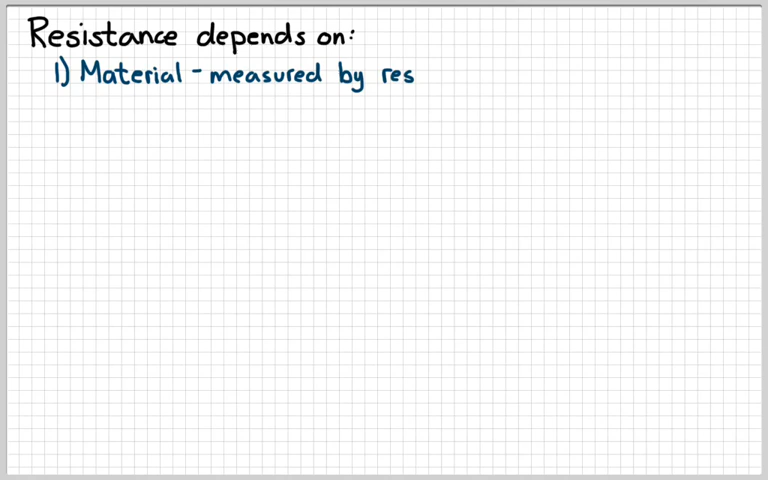 Resistance depends on:
1) Material - measured by res